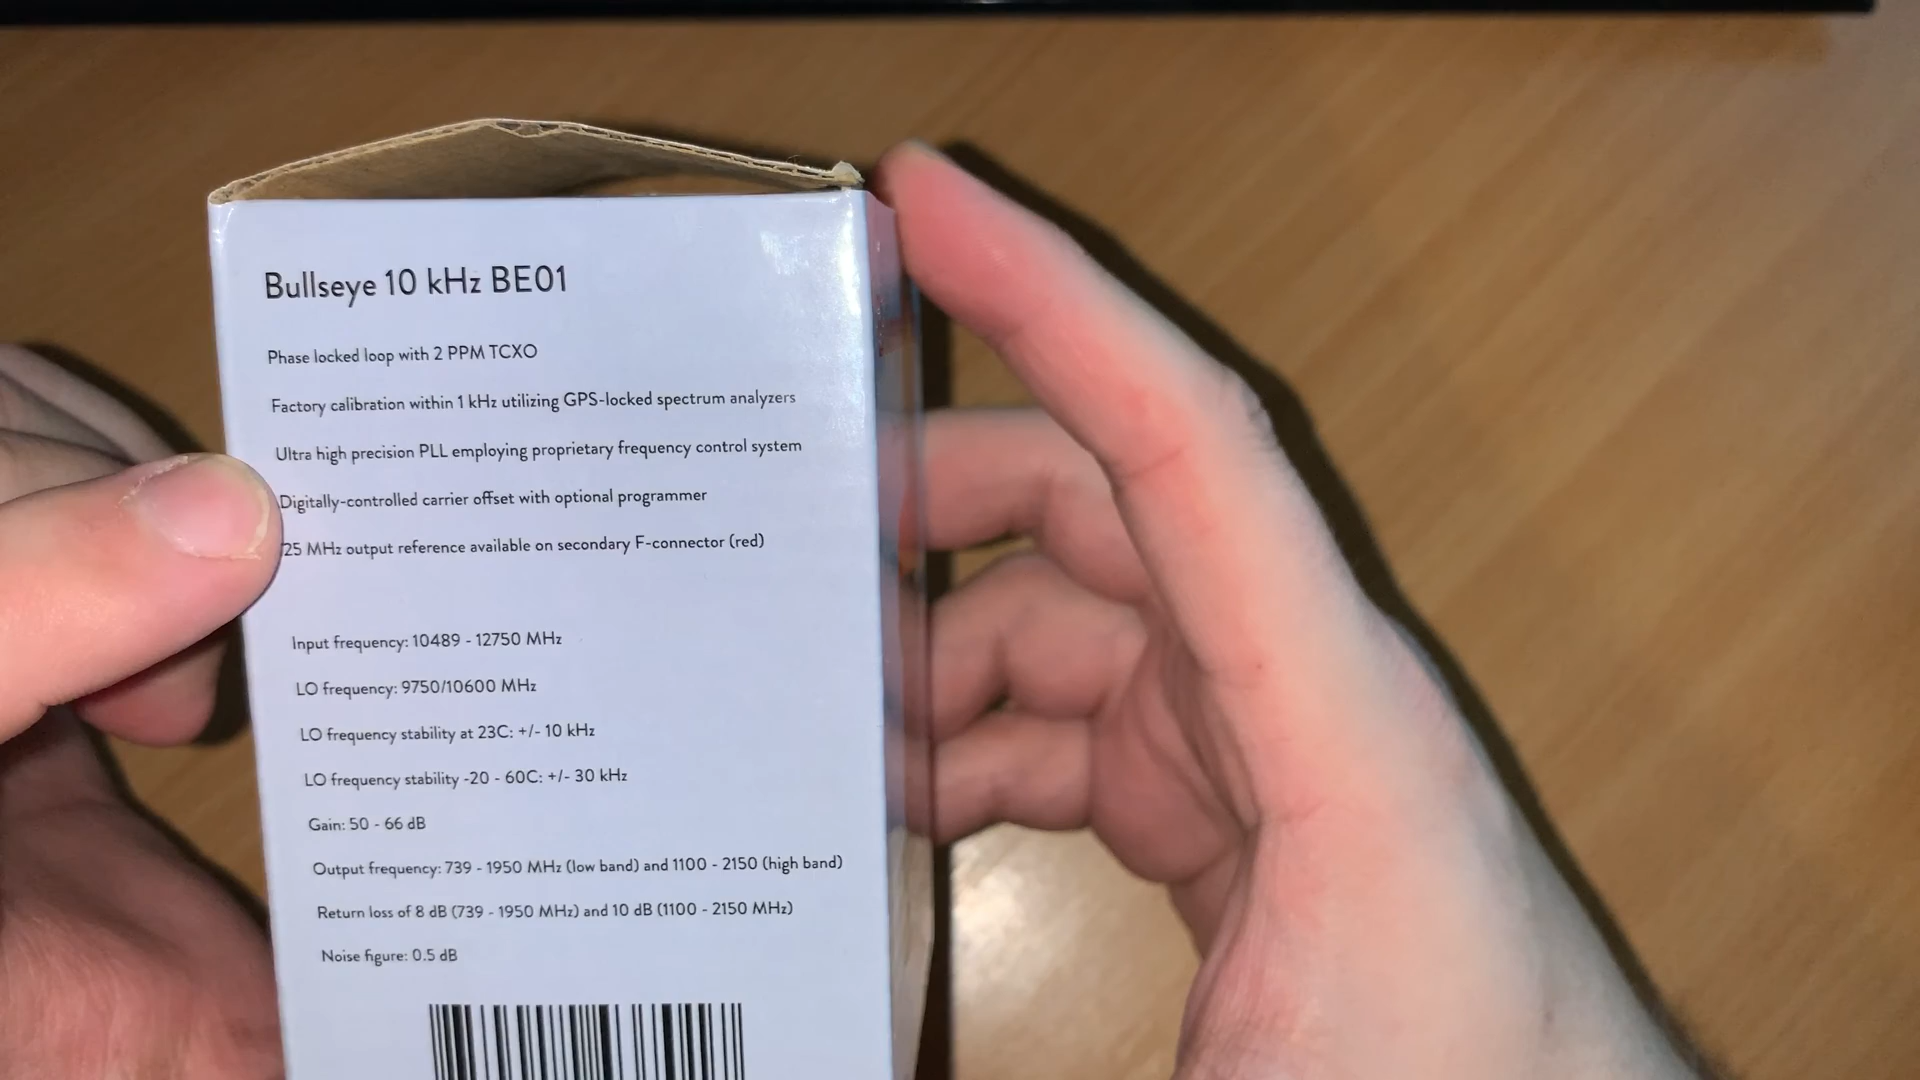 Bullseye 10 kHz BE01
Phase locked loop with 2 PPM TCXO
Factory calibration within 1 kHz utilizing GPS-locked spectrum analyzers
Ultra high precision PLL employing proprietary frequency control system
Digitally-controlled carrier offset with optional programmer
25 MHz output reference available on secondary F-connector (red)
Input frequency: 10489 - 12750 MHz
LO frequency: 9750/10600 MHz
LO frequency stability at 23C: +/- 10 kHz
LO frequency stability -20 - 60C: +/- 30 kHz
Gain: 50 - 66 dB
Output frequency: 739 - 1950 MHz (low band) and 1100 - 2150 (high band)
Return loss of 8 dB (739 - 1950 MHz) and 10 dB (1100 - 2150 MHz)
Noise figure: 0.5 dB